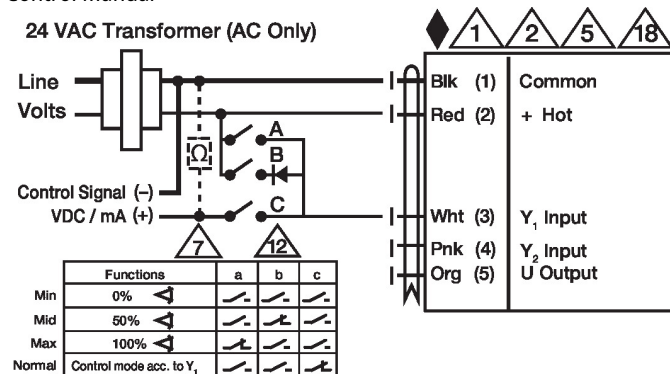 Control Manual
24 VAC Transformer (AC Only)
1 2 5 18
Line
Volts
Blk (1) Common
Red (2) + Hot
A
Ω
B
Control Signal (–)
VDC / mA (+)
C
Wht (3) Y1 Input
Pnk (4) Y2 Input
Org (5) U Output
7 12
Functions a b c
Min 0%
Mid 50%
Max 100%
Normal Control mode acc. to Y1